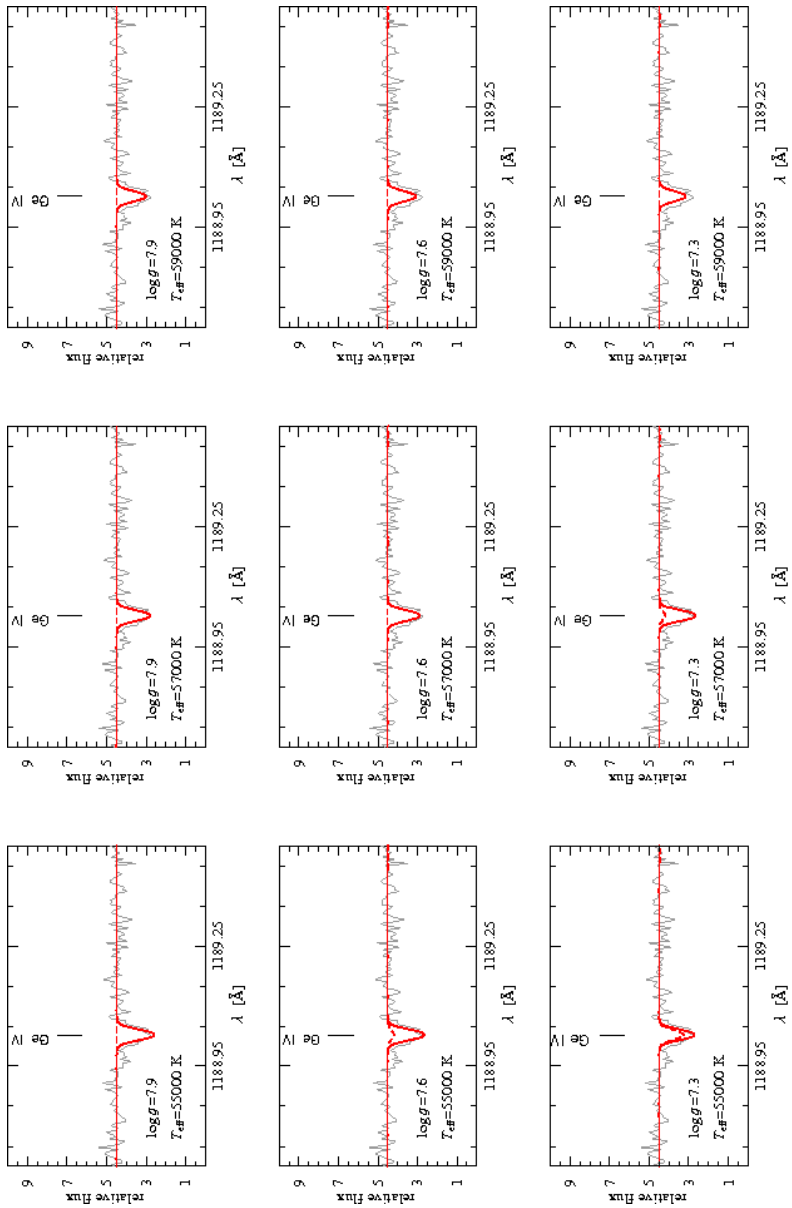 Ge IV
relative flux
9
7
5
3
1
log g=7.9
T_eff=55000 K
1188.95 1189.25
λ [Å]
Ge IV
relative flux
9
7
5
3
1
log g=7.9
T_eff=57000 K
1188.95 1189.25
λ [Å]
Ge IV
relative flux
9
7
5
3
1
log g=7.9
T_eff=59000 K
1188.95 1189.25
λ [Å]
Ge IV
relative flux
9
7
5
3
1
log g=7.6
T_eff=55000 K
1188.95 1189.25
λ [Å]
Ge IV
relative flux
9
7
5
3
1
log g=7.6
T_eff=57000 K
1188.95 1189.25
λ [Å]
Ge IV
relative flux
9
7
5
3
1
log g=7.6
T_eff=59000 K
1188.95 1189.25
λ [Å]
Ge IV
relative flux
9
7
5
3
1
log g=7.3
T_eff=55000 K
1188.95 1189.25
λ [Å]
Ge IV
relative flux
9
7
5
3
1
log g=7.3
T_eff=57000 K
1188.95 1189.25
λ [Å]
Ge IV
relative flux
9
7
5
3
1
log g=7.3
T_eff=59000 K
1188.95 1189.25
λ [Å]